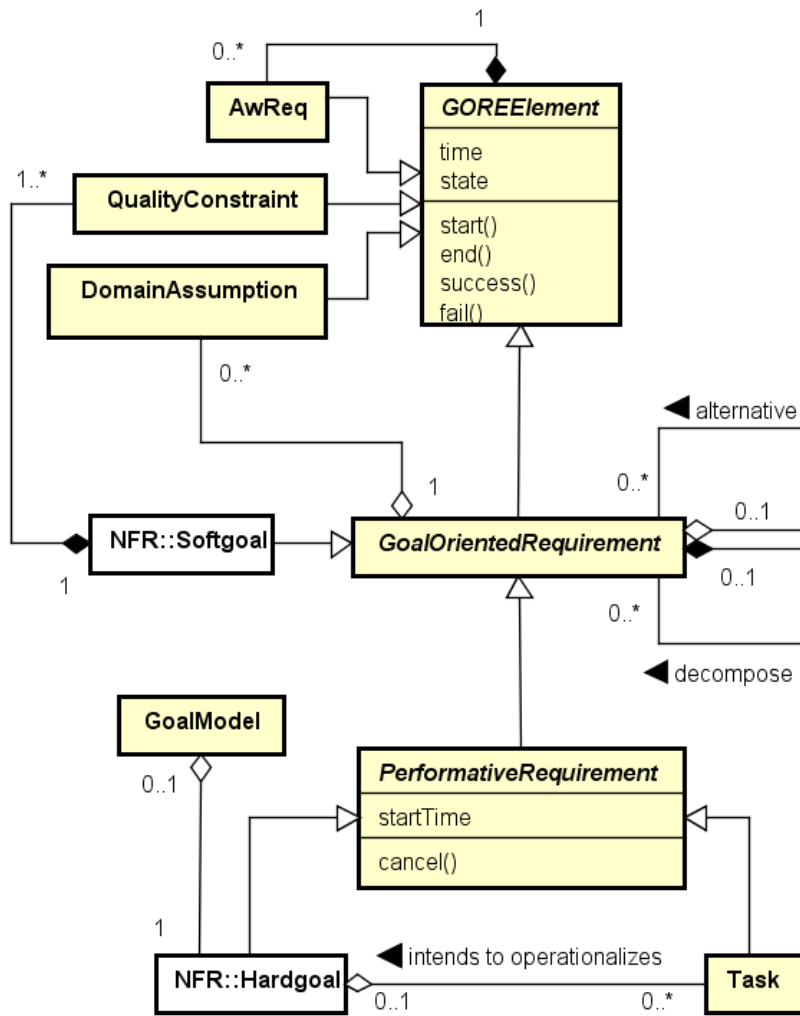 1
0..*
AwReq
GOREElement
time
state
1..*
QualityConstraint
start()
end()
success()
fail()
DomainAssumption
0..*
◀ alternative
1
0..*
0..1
NFR::Softgoal
GoalOrientedRequirement
1
0..1
0..*
◀ decompose
GoalModel
0..1
PerformativeRequirement
startTime
cancel()
1
◀ intends to operationalizes
NFR::Hardgoal
Task
0..1
0..*